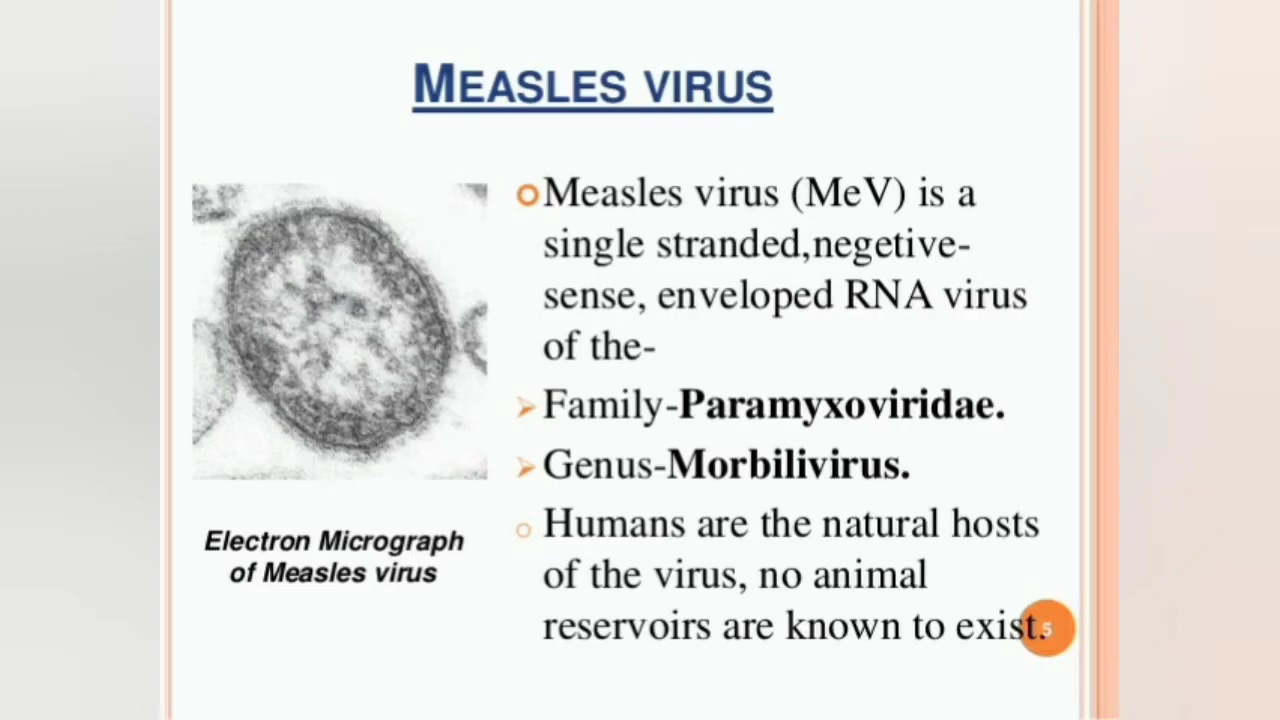 MEASLES VIRUS
Measles virus (MeV) is a
single stranded,negetive-
sense, enveloped RNA virus
of the-
Family-Paramyxoviridae.
Genus-Morbilivirus.
Humans are the natural hosts
of the virus, no animal
reservoirs are known to exist.
5
Electron Micrograph
of Measles virus